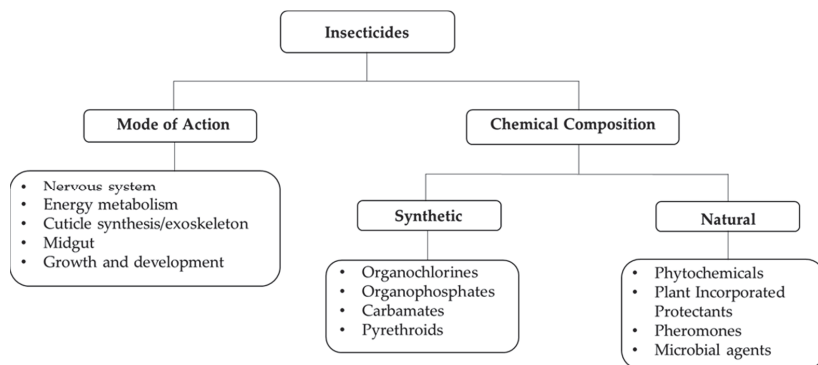 Insecticides
Mode of Action
• Nervous system
• Energy metabolism
• Cuticle synthesis/exoskeleton
• Midgut
• Growth and development
Chemical Composition
Synthetic
• Organochlorines
• Organophosphates
• Carbamates
• Pyrethroids
Natural
• Phytochemicals
• Plant Incorporated
Protectants
• Pheromones
• Microbial agents